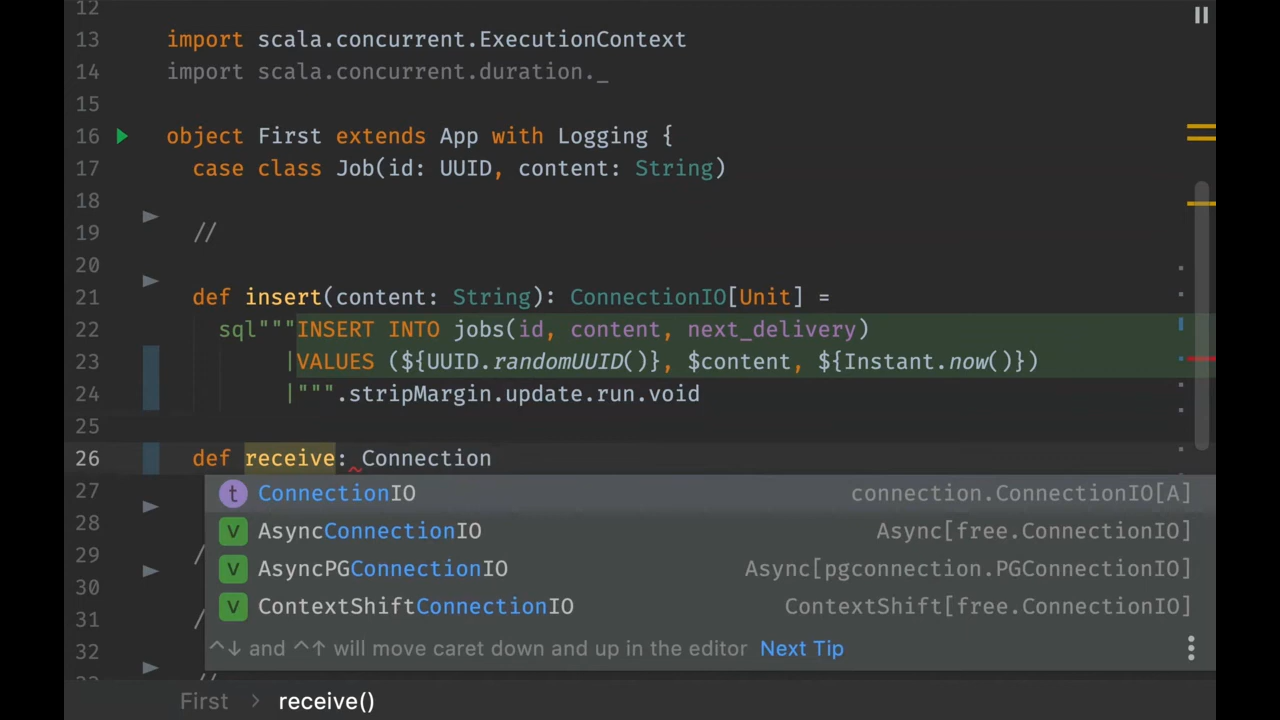 12
13 import scala.concurrent.ExecutionContext
14 import scala.concurrent.duration._
15
16 object First extends App with Logging {
17 case class Job(id: UUID, content: String)
18
19 //
20
21 def insert(content: String): ConnectionIO[Unit] =
22 sql"""INSERT INTO jobs(id, content, next_delivery)
23 |VALUES (${UUID.randomUUID()}, $content, ${Instant.now()})
24 |""".stripMargin.update.run.void
25
26 def receive: Connection
27 t ConnectionIO connection.ConnectionIO[A]
28 V AsyncConnectionIO Async[free.ConnectionIO]
29 /
30 V AsyncPGConnectionIO Async[pgconnection.PGConnectionIO]
31 / V ContextShiftConnectionIO ContextShift[free.ConnectionIO]
32 ^↓ and ^↑ will move caret down and up in the editor Next Tip
//
First > receive()